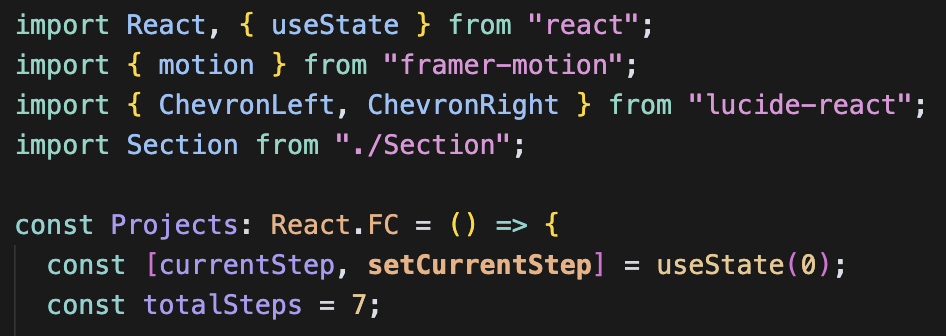 import React, { useState } from "react";
import { motion } from "framer-motion";
import { ChevronLeft, ChevronRight } from "lucide-react";
import Section from "./Section";

const Projects: React.FC = () => {
  const [currentStep, setCurrentStep] = useState(0);
  const totalSteps = 7;